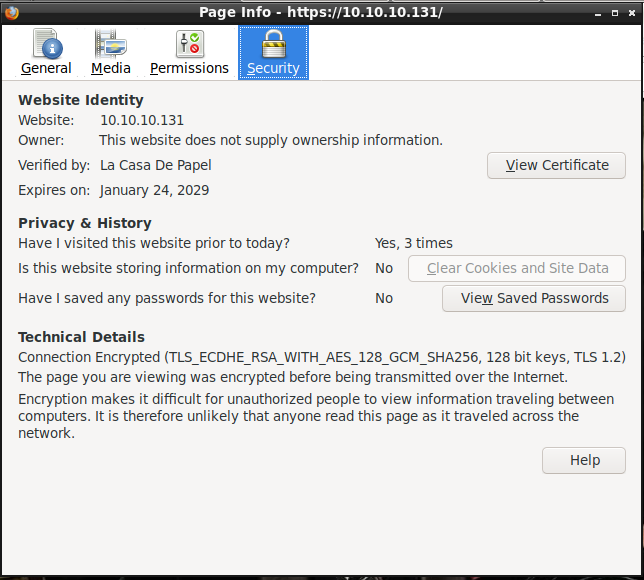 Page Info - https://10.10.10.131/
General Media Permissions Security
Website Identity
Website: 10.10.10.131
Owner: This website does not supply ownership information.
Verified by: La Casa De Papel View Certificate
Expires on: January 24, 2029
Privacy & History
Have I visited this website prior to today? Yes, 3 times
Is this website storing information on my computer? No Clear Cookies and Site Data
Have I saved any passwords for this website? No View Saved Passwords
Technical Details
Connection Encrypted (TLS_ECDHE_RSA_WITH_AES_128_GCM_SHA256, 128 bit keys, TLS 1.2)
The page you are viewing was encrypted before being transmitted over the Internet.
Encryption makes it difficult for unauthorized people to view information traveling between
computers. It is therefore unlikely that anyone read this page as it traveled across the
network.
Help